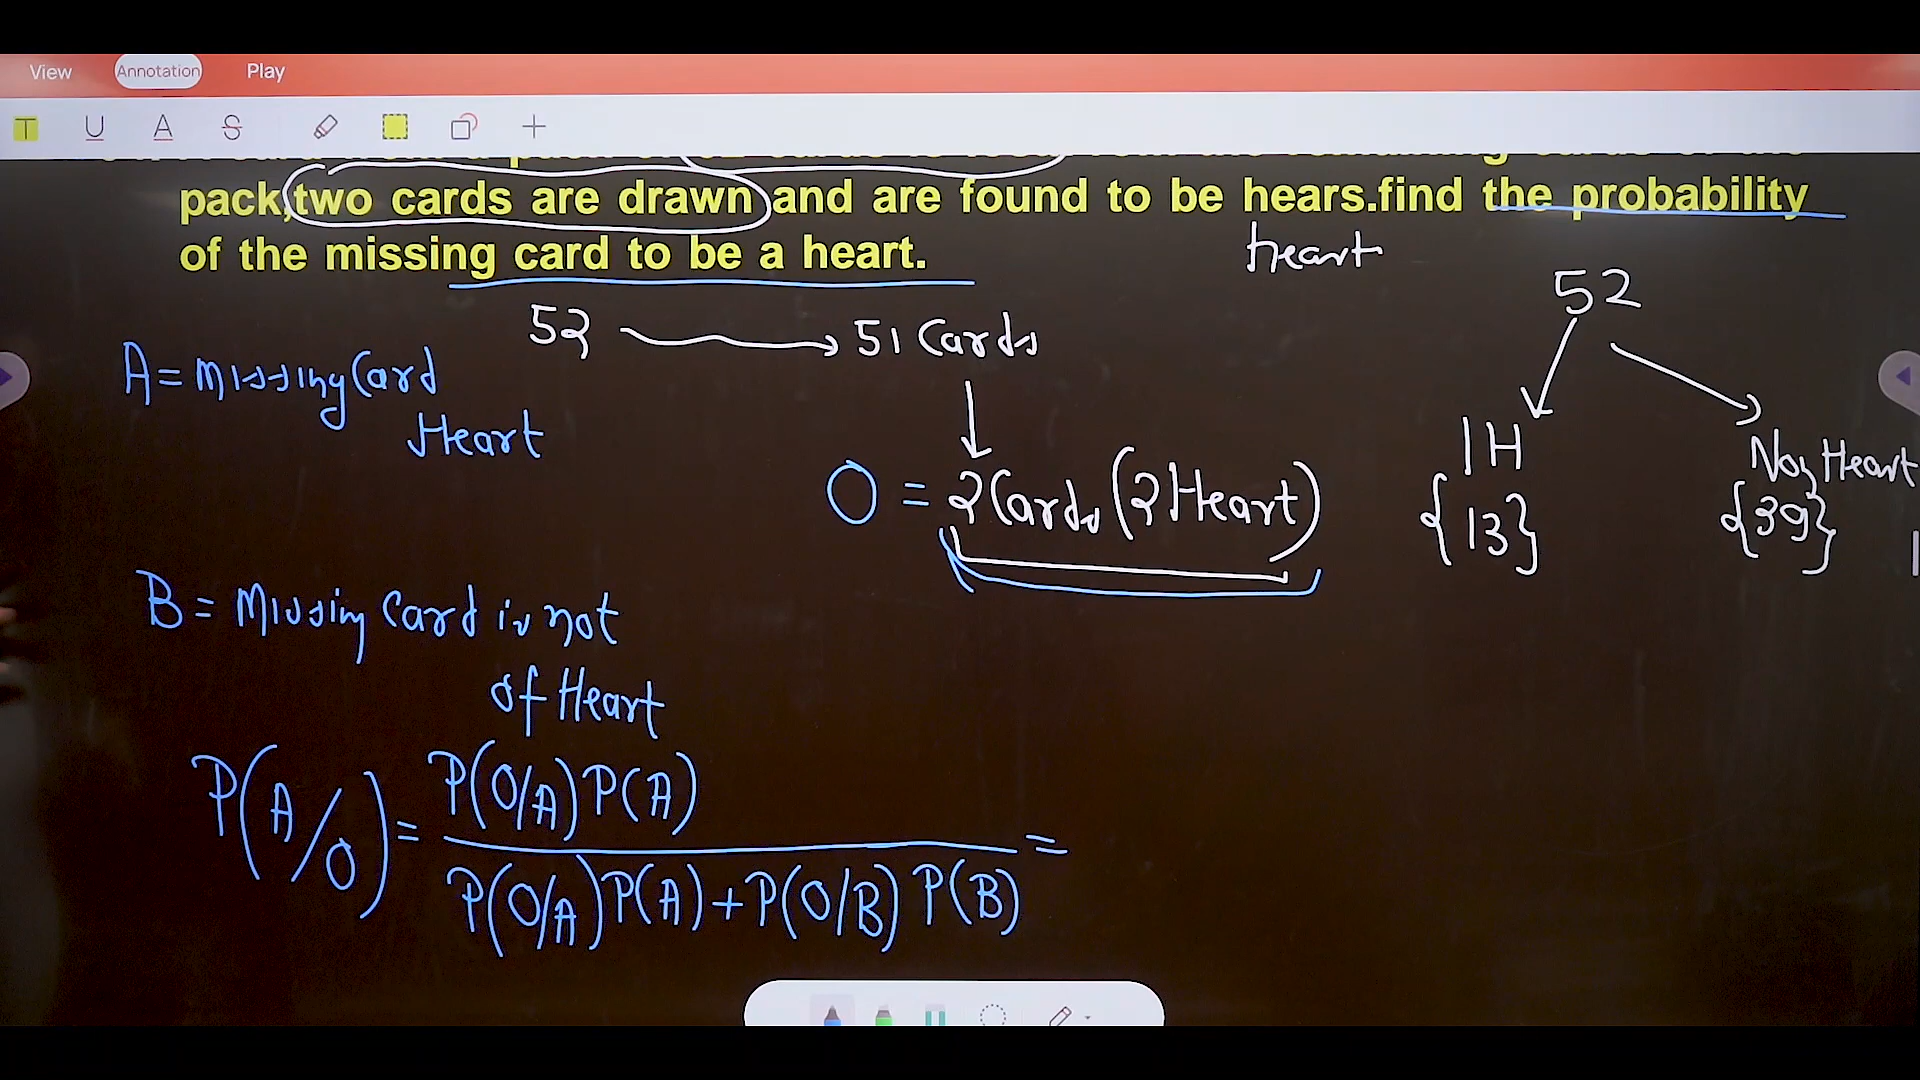 View Annotation Play
T U A S
pack,two cards are drawn and are found to be hears.find the probability
of the missing card to be a heart.
heart
52 → 51 Cards
52
A = Missing Card
Heart
1H
Non Heart
{13}
{39}
O = 2 Cards (2 Heart)
B = Missing Card is not
of Heart
P(A/O) = P(O/A) P(A)
P(O/A) P(A) + P(O/B) P(B) =